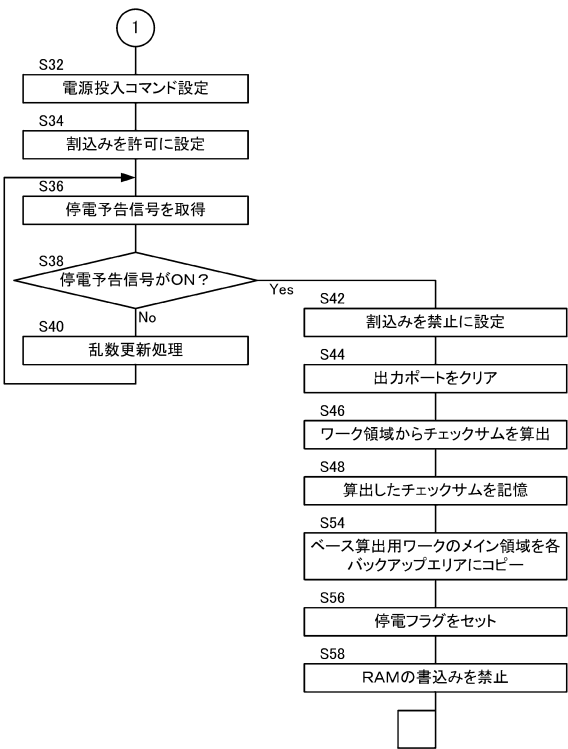 1
S32
電源投入コマンド設定
S34
割込みを許可に設定
S36
停電予告信号を取得
S38
停電予告信号がON？
Yes
No
S40
乱数更新処理
S42
割込みを禁止に設定
S44
出力ポートをクリア
S46
ワーク領域からチェックサムを算出
S48
算出したチェックサムを記憶
S54
ベース算出用ワークのメイン領域を各
バックアップエリアにコピー
S56
停電フラグをセット
S58
RAMの書込みを禁止